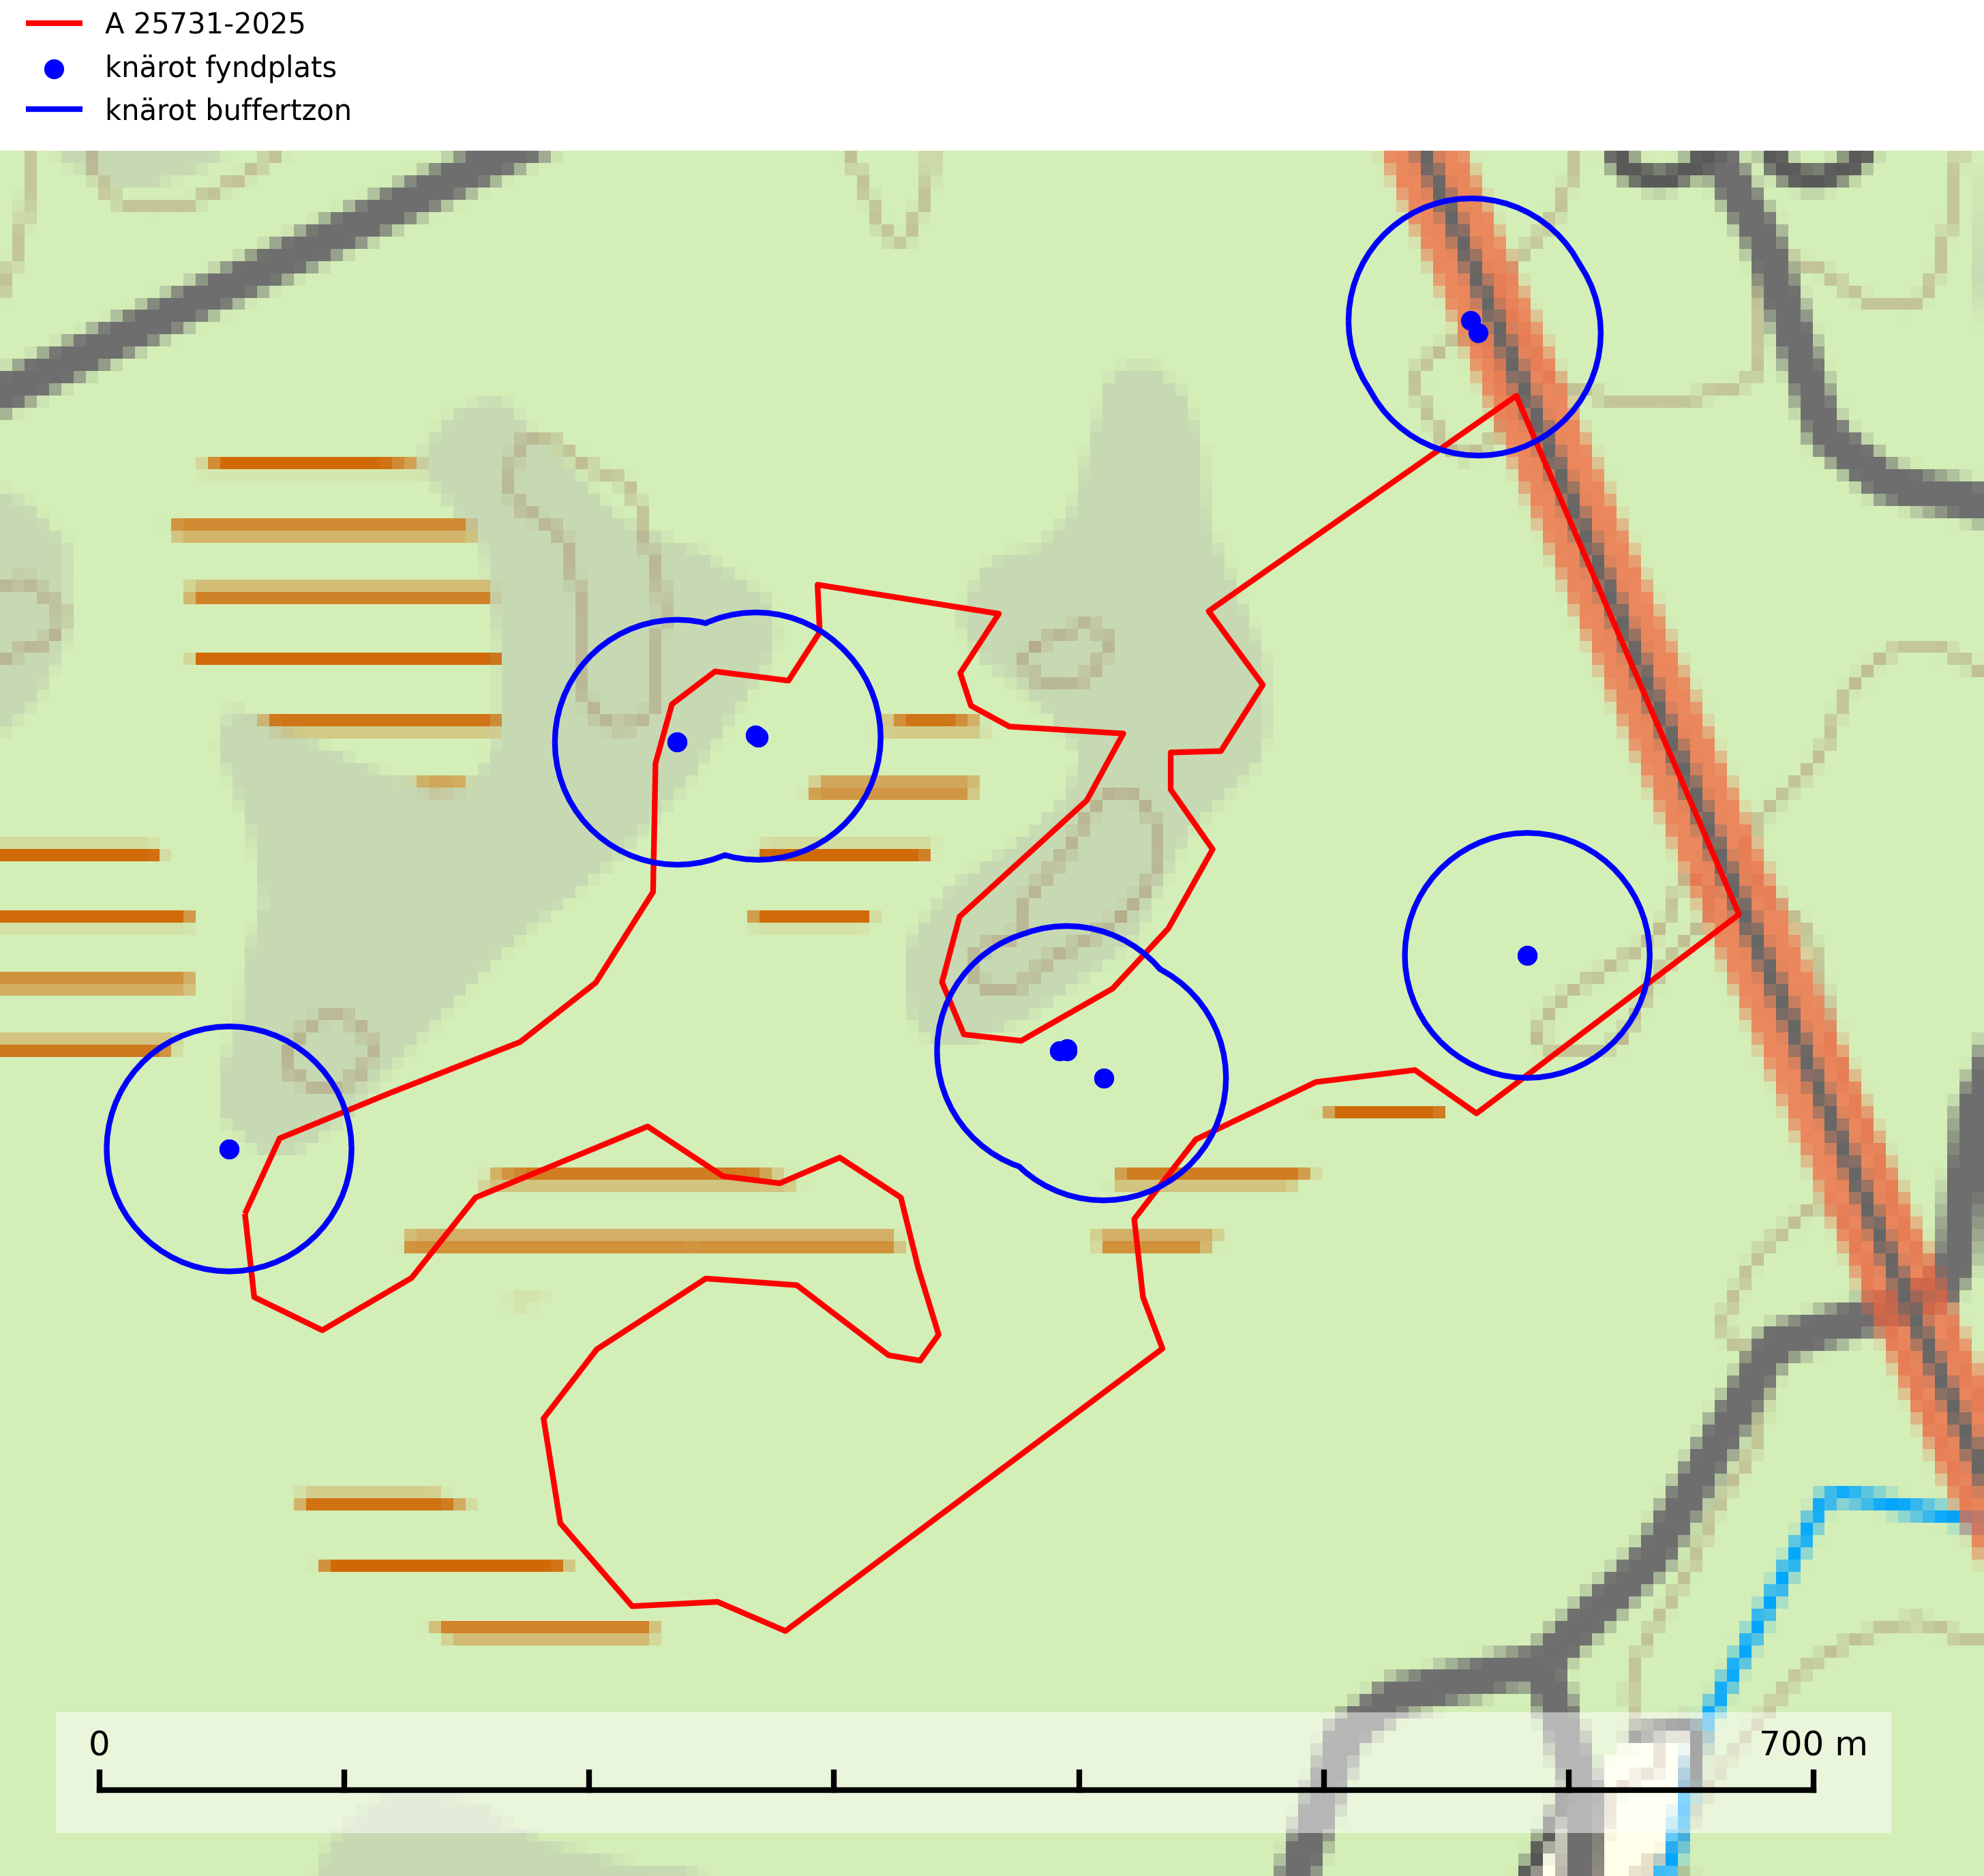 A 25731-2025
knärot fyndplats
knärot buffertzon
0
700 m